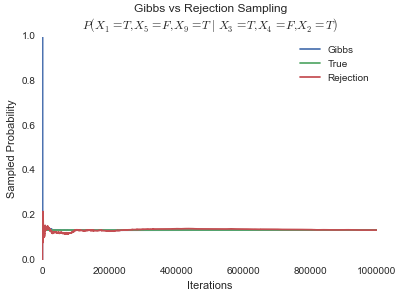 Gibbs vs Rejection Sampling
P(X₁ =T,X₅ =F,X₉ =T | X₃ =T,X₄ =F,X₂ =T)
1.0
Gibbs
True
Rejection
0.8
0.6
0.4
0.2
0.0
Sampled Probability
0 200000 400000 600000 800000 1000000
Iterations